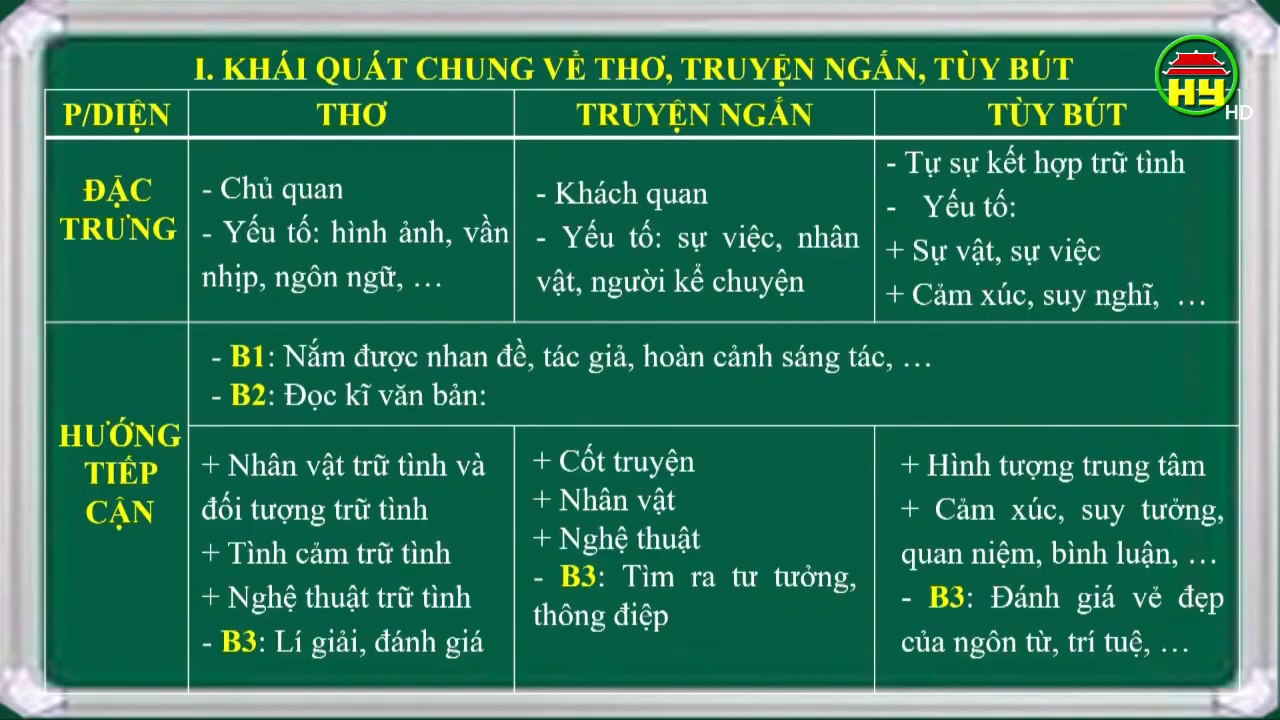 I. KHÁI QUÁT CHUNG VỀ THƠ, TRUYỆN NGẮN, TÙY BÚT
HY
HD
P/DIỆN
THƠ
TRUYỆN NGẮN
TÙY BÚT
ĐẶC
TRƯNG
- Chủ quan
- Yếu tố: hình ảnh, vần
nhịp, ngôn ngữ, …
- Khách quan
- Yếu tố: sự việc, nhân
vật, người kể chuyện
- Tự sự kết hợp trữ tình
- Yếu tố:
+ Sự vật, sự việc
+ Cảm xúc, suy nghĩ, …
HƯỚNG
TIẾP
CẬN
- B1: Nắm được nhan đề, tác giả, hoàn cảnh sáng tác, …
- B2: Đọc kĩ văn bản:
+ Nhân vật trữ tình và
đối tượng trữ tình
+ Tình cảm trữ tình
+ Nghệ thuật trữ tình
- B3: Lí giải, đánh giá
+ Cốt truyện
+ Nhân vật
+ Nghệ thuật
- B3: Tìm ra tư tưởng,
thông điệp
+ Hình tượng trung tâm
+ Cảm xúc, suy tưởng,
quan niệm, bình luận, …
- B3: Đánh giá vẻ đẹp
của ngôn từ, trí tuệ, …